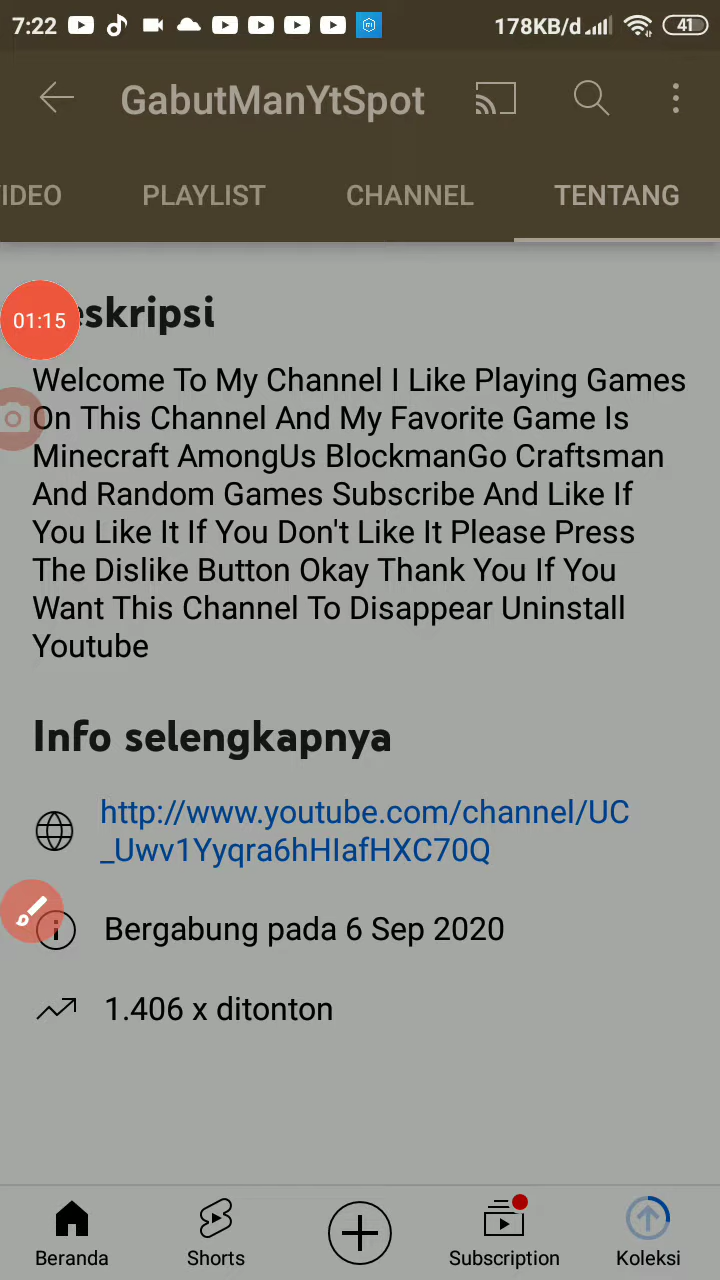 7:22 178KB/d 41
GabutManYtSpot
IDEO PLAYLIST CHANNEL TENTANG
01:15
eskripsi
Welcome To My Channel I Like Playing Games
On This Channel And My Favorite Game Is
Minecraft AmongUs BlockmanGo Craftsman
And Random Games Subscribe And Like If
You Like It If You Don't Like It Please Press
The Dislike Button Okay Thank You If You
Want This Channel To Disappear Uninstall
Youtube
Info selengkapnya
http://www.youtube.com/channel/UC
_Uwv1Yyqra6hHIafHXC70Q
Bergabung pada 6 Sep 2020
1.406 x ditonton
Beranda Shorts Subscription Koleksi